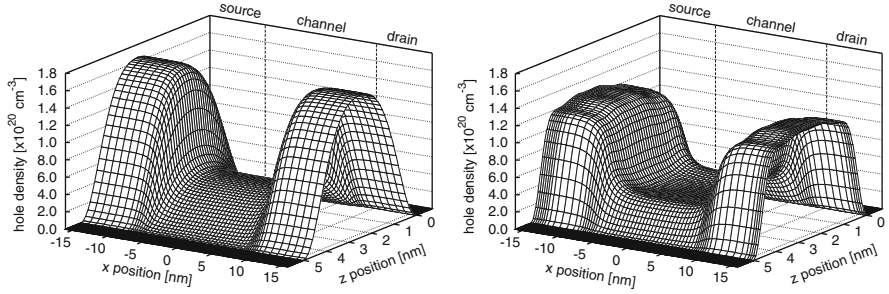 source channel drain
hole density [x10^20 cm^-3]
1.8
1.6
1.4
1.2
1.0
8.0
6.0
4.0
2.0
0.0
-15 -10 -5 0 5 10 15
x position [nm]
5 4 3 2 1 0
z position [nm]
source channel drain
hole density [x10^20 cm^-3]
1.8
1.6
1.4
1.2
1.0
8.0
6.0
4.0
2.0
-0.0
-15 -10 -5 0 5 10 15
x position [nm]
5 4 3 2 1 0
z position [nm]